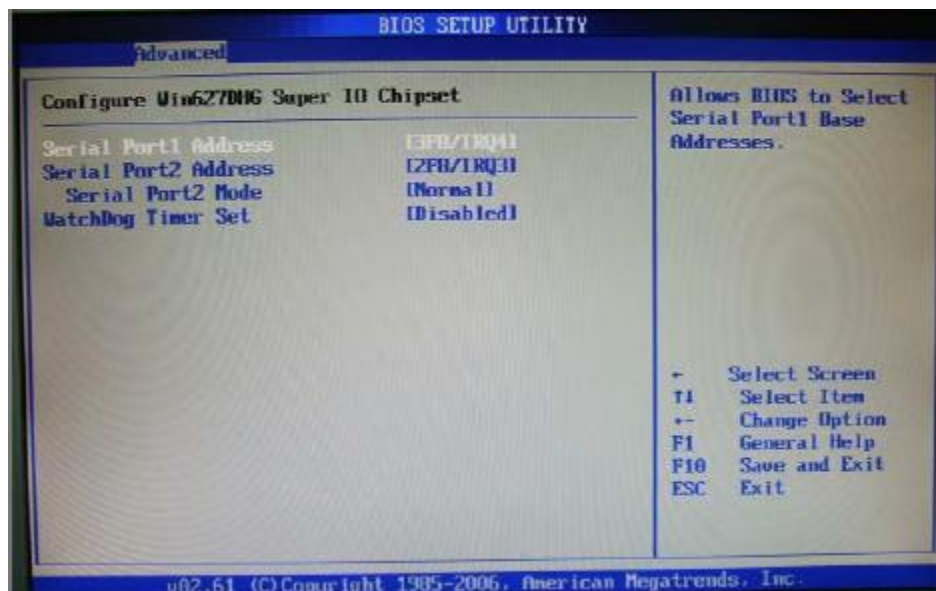 BIOS SETUP UTILITY
Advanced
Configure Win627DHG Super IO Chipset
Serial Port1 Address [3F8/IRQ4]
Serial Port2 Address [2F8/IRQ3]
Serial Port2 Mode [Normal]
WatchDog Timer Set [Disabled]
Allows BIOS to Select
Serial Port1 Base
Addresses.
← Select Screen
↑↓ Select Item
+- Change Option
F1 General Help
F10 Save and Exit
ESC Exit
v02.61 (C)Copyright 1985-2006, American Megatrends, Inc.